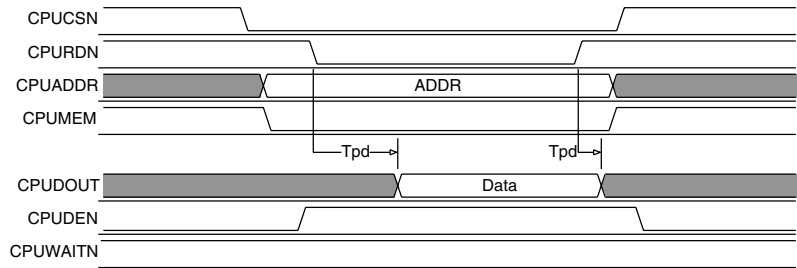 CPUCSN
CPURDN
CPUADDR
ADDR
CPUMEM
Tpd
Tpd
CPUDOUT
Data
CPUDEN
CPUWAITN